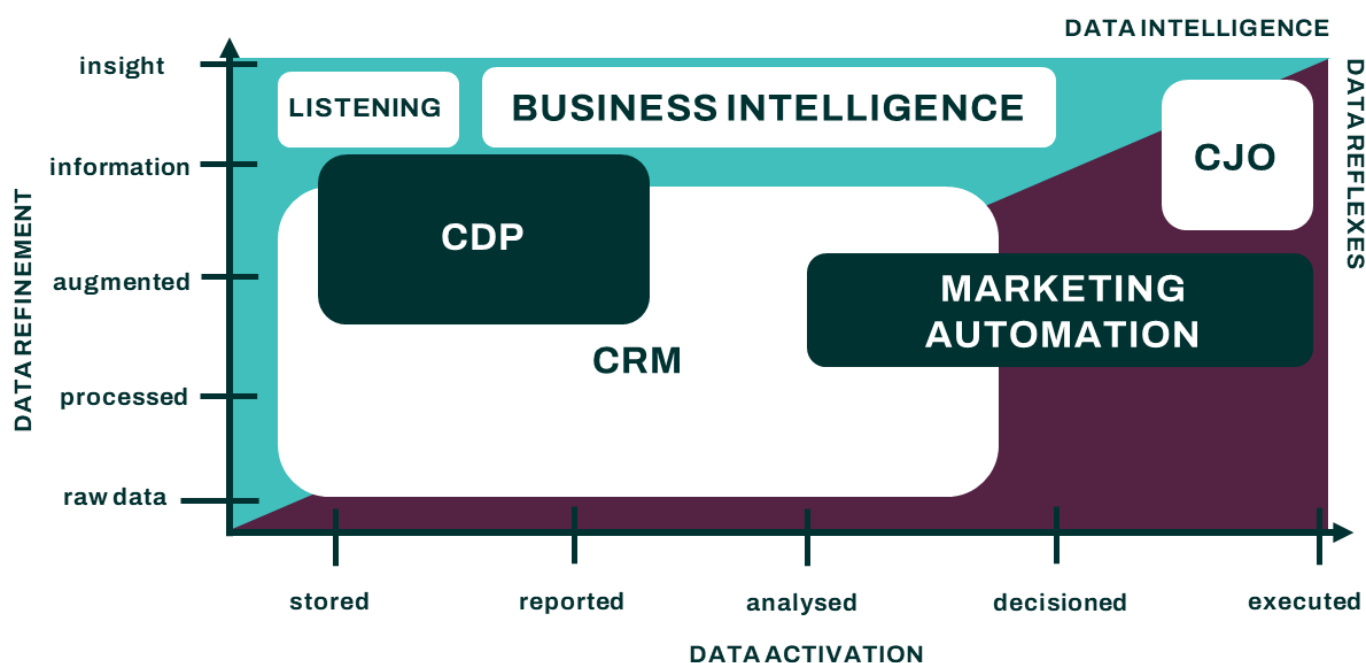 DATA INTELLIGENCE
DATA REFLEXES
insight
information
augmented
processed
raw data
DATA REFINEMENT
LISTENING
BUSINESS INTELLIGENCE
CJO
CDP
MARKETING
AUTOMATION
CRM
stored
reported
analysed
decisioned
executed
DATA ACTIVATION